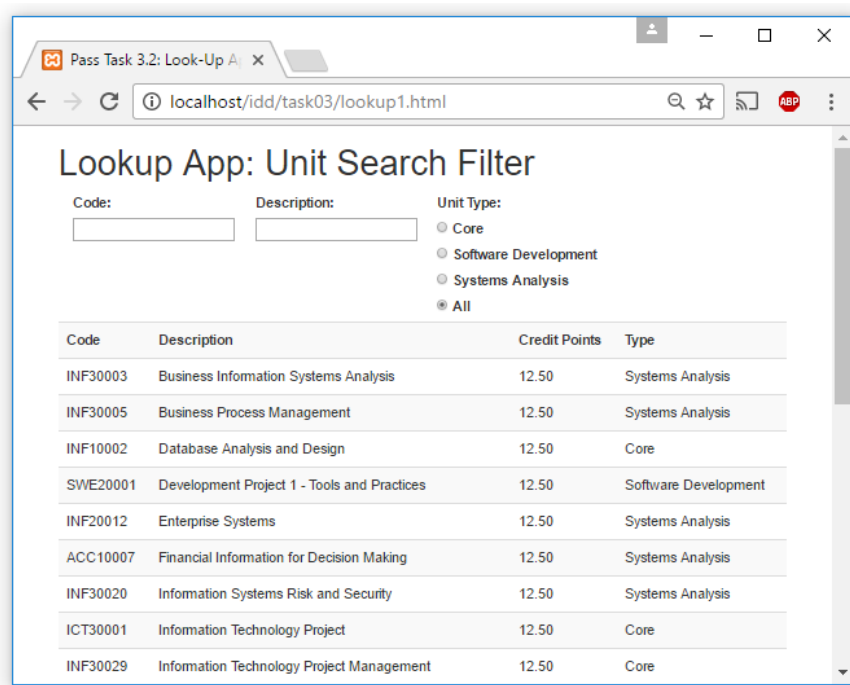 Pass Task 3.2: Look-Up A
localhost/idd/task03/lookup1.html
ABP
Lookup App: Unit Search Filter
Code: Description: Unit Type:
Core
Software Development
Systems Analysis
All
Code Description Credit Points Type
INF30003 Business Information Systems Analysis 12.50 Systems Analysis
INF30005 Business Process Management 12.50 Systems Analysis
INF10002 Database Analysis and Design 12.50 Core
SWE20001 Development Project 1 - Tools and Practices 12.50 Software Development
INF20012 Enterprise Systems 12.50 Systems Analysis
ACC10007 Financial Information for Decision Making 12.50 Systems Analysis
INF30020 Information Systems Risk and Security 12.50 Systems Analysis
ICT30001 Information Technology Project 12.50 Core
INF30029 Information Technology Project Management 12.50 Core